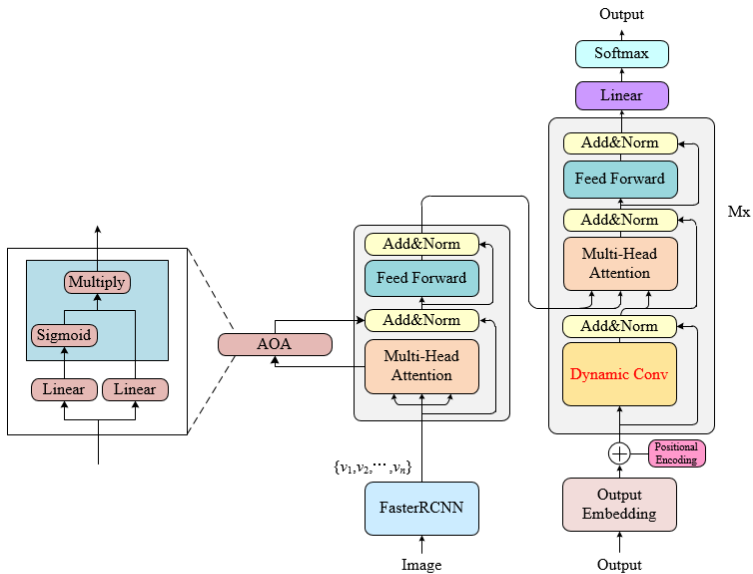 Output
Softmax
Linear
Add&Norm
Feed Forward
Add&Norm
Multi-Head
Attention
Add&Norm
Dynamic Conv
Mx
Positional
Encoding
Output
Embedding
Output
Add&Norm
Feed Forward
Add&Norm
Multi-Head
Attention
AOA
{v1,v2,⋯,vn}
FasterRCNN
Image
Multiply
Sigmoid
Linear
Linear